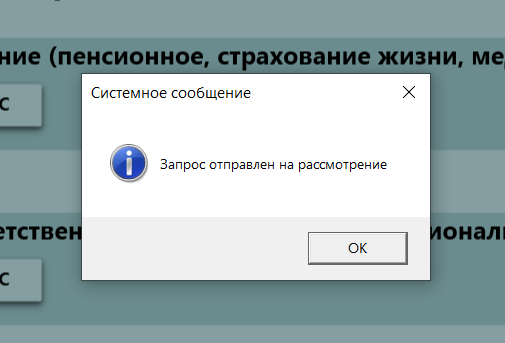 ние (пенсионное, страхование жизни, ме
С
Системное сообщение
Запрос отправлен на рассмотрение
OK
етствен
иональ
С